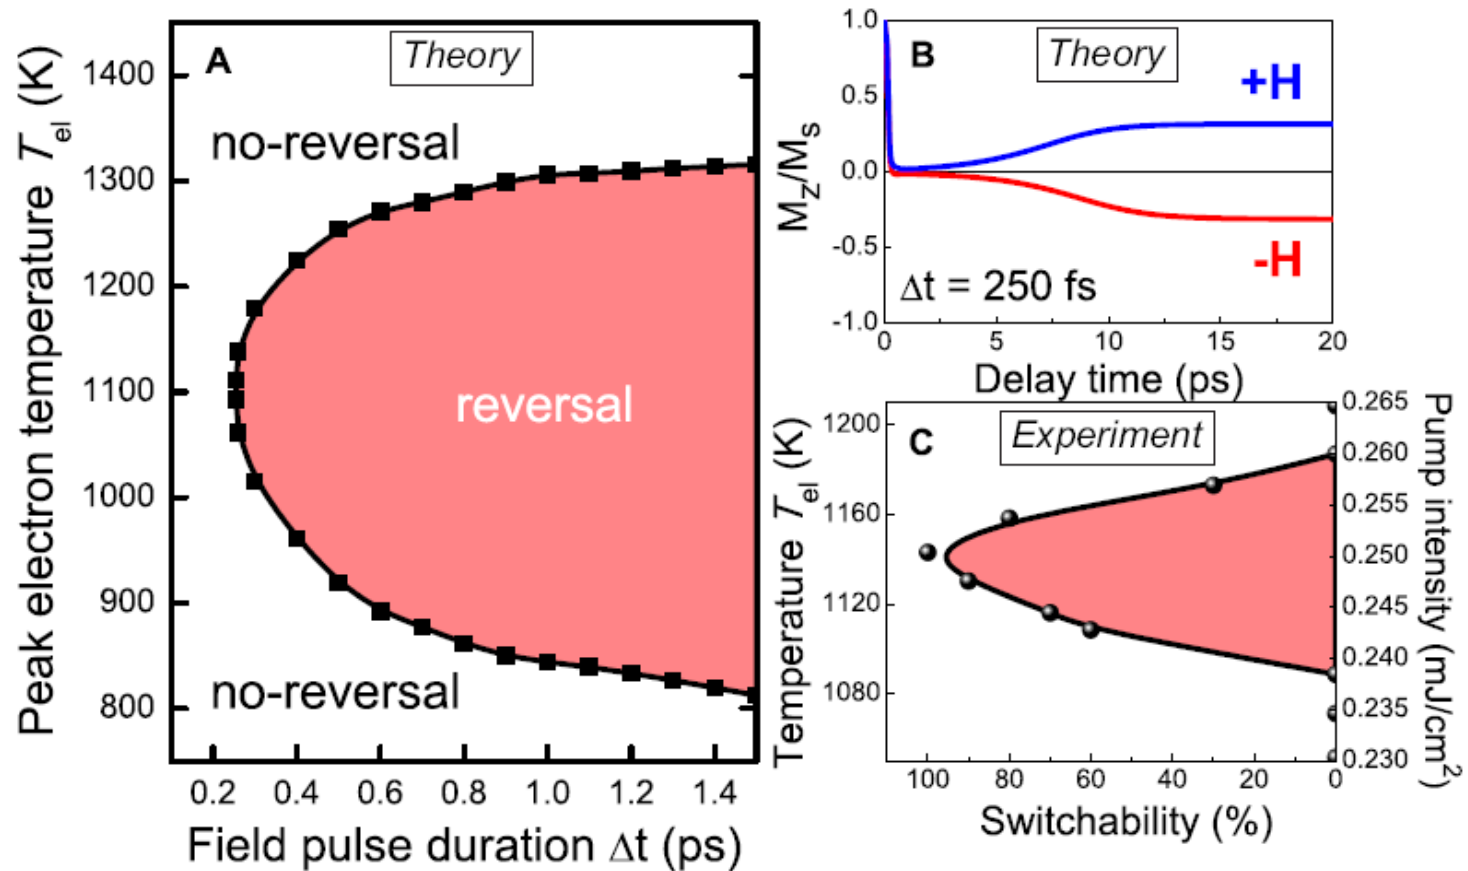 A
Theory
Peak electron temperature Tel (K)
1400
1300
1200
1100
1000
900
800
no-reversal
reversal
no-reversal
0.2 0.4 0.6 0.8 1.0 1.2 1.4
Field pulse duration Δt (ps)
B
Theory
MZ/MS
1.0
0.5
0.0
-0.5
-1.0
+H
-H
Δt = 250 fs
0 5 10 15 20
Delay time (ps)
C
Experiment
Temperature Tel (K)
1200
1160
1120
1080
0.265
0.260
0.255
0.250
0.245
0.240
0.235
0.230
Pump intensity (mJ/cm2)
100 80 60 40 20 0
Switchability (%)